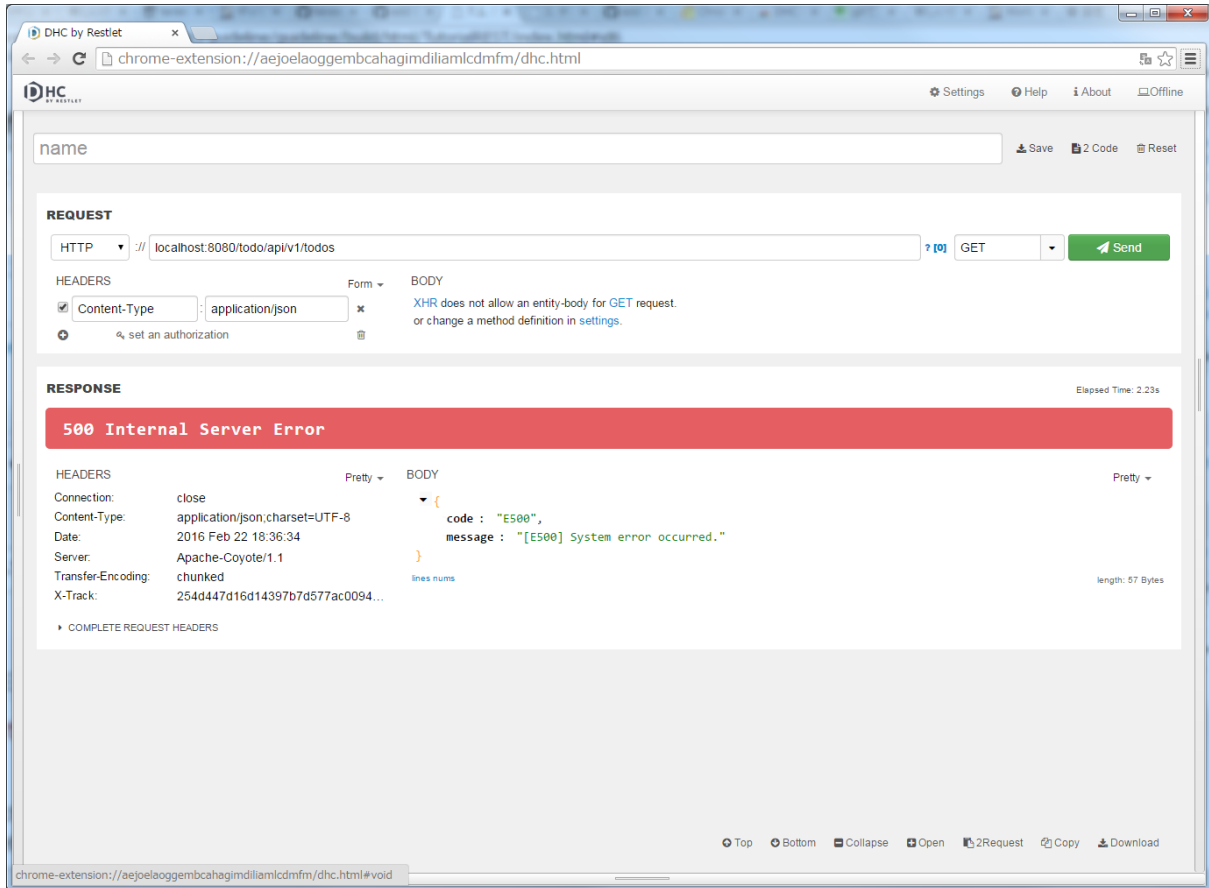 DHC by Restlet
chrome-extension://aejoelaoggembcahagimdiliamlcdmfm/dhc.html
DHC
BY RESTLET
Settings Help About Offline
name
Save 2 Code Reset
REQUEST
HTTP :// localhost:8080/todo/api/v1/todos ? [0] GET Send
HEADERS Form BODY
Content-Type : application/json
XHR does not allow an entity-body for GET request.
or change a method definition in settings.
set an authorization
RESPONSE
Elapsed Time: 2.23s
500 Internal Server Error
HEADERS Pretty BODY Pretty
Connection: close
Content-Type: application/json;charset=UTF-8
Date: 2016 Feb 22 18:36:34
Server: Apache-Coyote/1.1
Transfer-Encoding: chunked
X-Track: 254d447d16d14397b7d577ac0094...
{
code : "E500",
message : "[E500] System error occurred."
}
lines nums
length: 57 Bytes
COMPLETE REQUEST HEADERS
Top Bottom Collapse Open 2Request Copy Download
chrome-extension://aejoelaoggembcahagimdiliamlcdmfm/dhc.html#void